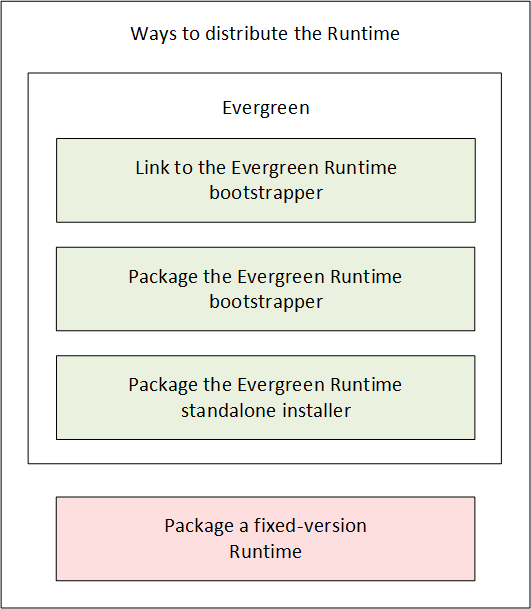 Ways to distribute the Runtime
Evergreen
Link to the Evergreen Runtime
bootstrapper
Package the Evergreen Runtime
bootstrapper
Package the Evergreen Runtime
standalone installer
Package a fixed-version
Runtime